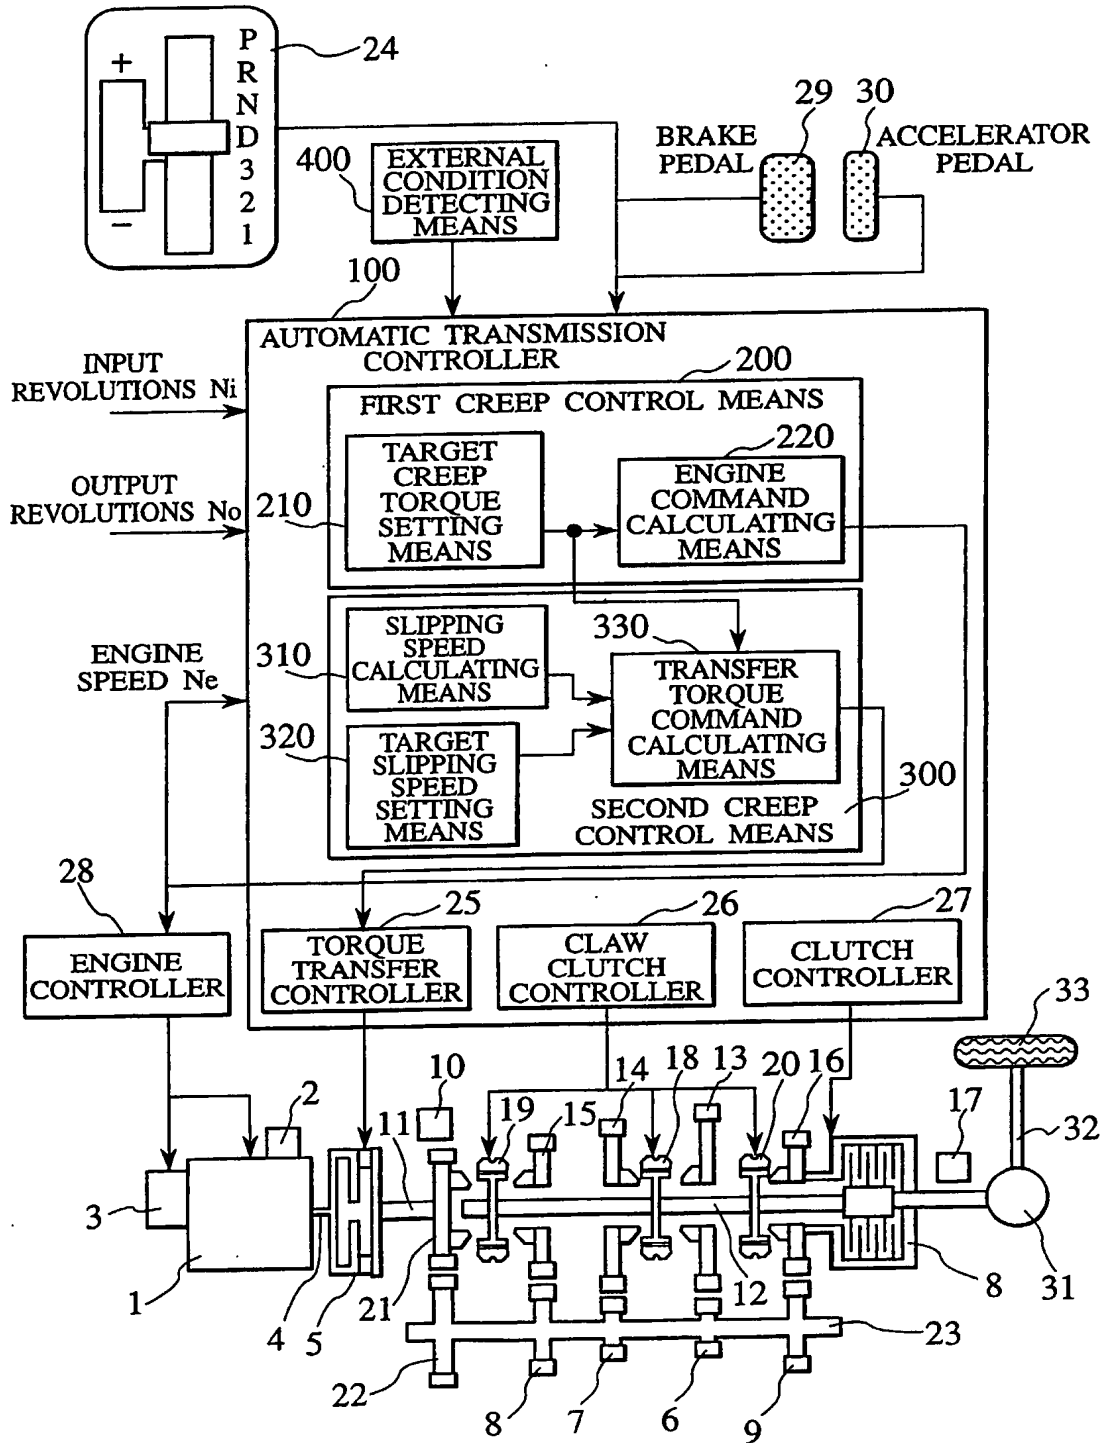 P
R
N
D
3
2
1
+
−
24
400
EXTERNAL
CONDITION
DETECTING
MEANS
29
30
BRAKE
PEDAL
ACCELERATOR
PEDAL
100
AUTOMATIC TRANSMISSION
CONTROLLER
INPUT
REVOLUTIONS Ni
OUTPUT
REVOLUTIONS No
ENGINE
SPEED Ne
200
FIRST CREEP CONTROL MEANS
210
TARGET
CREEP
TORQUE
SETTING
MEANS
220
ENGINE
COMMAND
CALCULATING
MEANS
310
SLIPPING
SPEED
CALCULATING
MEANS
320
TARGET
SLIPPING
SPEED
SETTING
MEANS
330
TRANSFER
TORQUE
COMMAND
CALCULATING
MEANS
300
SECOND CREEP
CONTROL MEANS
28
ENGINE
CONTROLLER
25
TORQUE
TRANSFER
CONTROLLER
26
CLAW
CLUTCH
CONTROLLER
27
CLUTCH
CONTROLLER
33
10
2
11
19
15
14
18
13
20
16
17
32
3
1
4
5
21
12
8
31
22
8
7
6
9
23